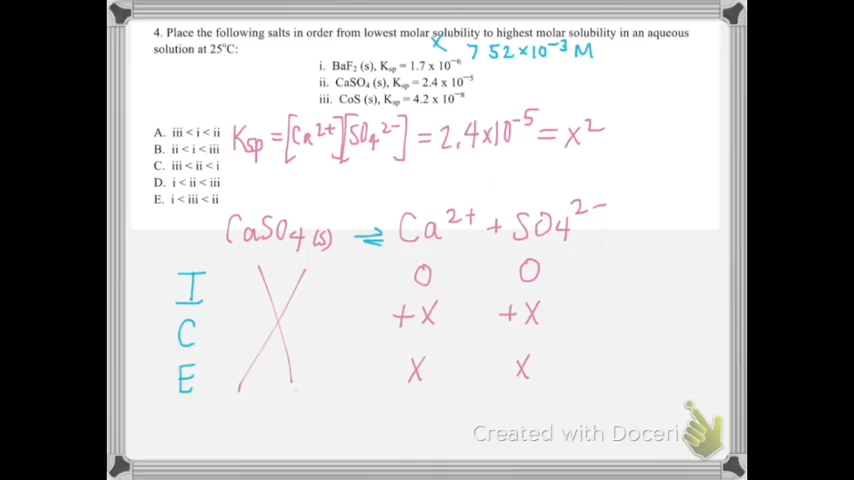 4. Place the following salts in order from lowest molar solubility to highest molar solubility in an aqueous
solution at 25°C:
x 7 52×10⁻³ M
i. BaF₂ (s), Kₛₚ = 1.7 x 10⁻⁶
ii. CaSO₄ (s), Kₛₚ = 2.4 x 10⁻⁵
iii. CoS (s), Kₛₚ = 4.2 x 10⁻⁸
A. iii < i < ii
B. ii < i < iii
C. iii < ii < i
D. i < ii < iii
E. i < iii < ii
Ksp = [Ca²⁺][SO₄²⁻] = 2.4×10⁻⁵ = x²
CaSO₄(s) ⇌ Ca²⁺ + SO₄²⁻
I 0 0
C +x +x
E x x
Created with Doceri